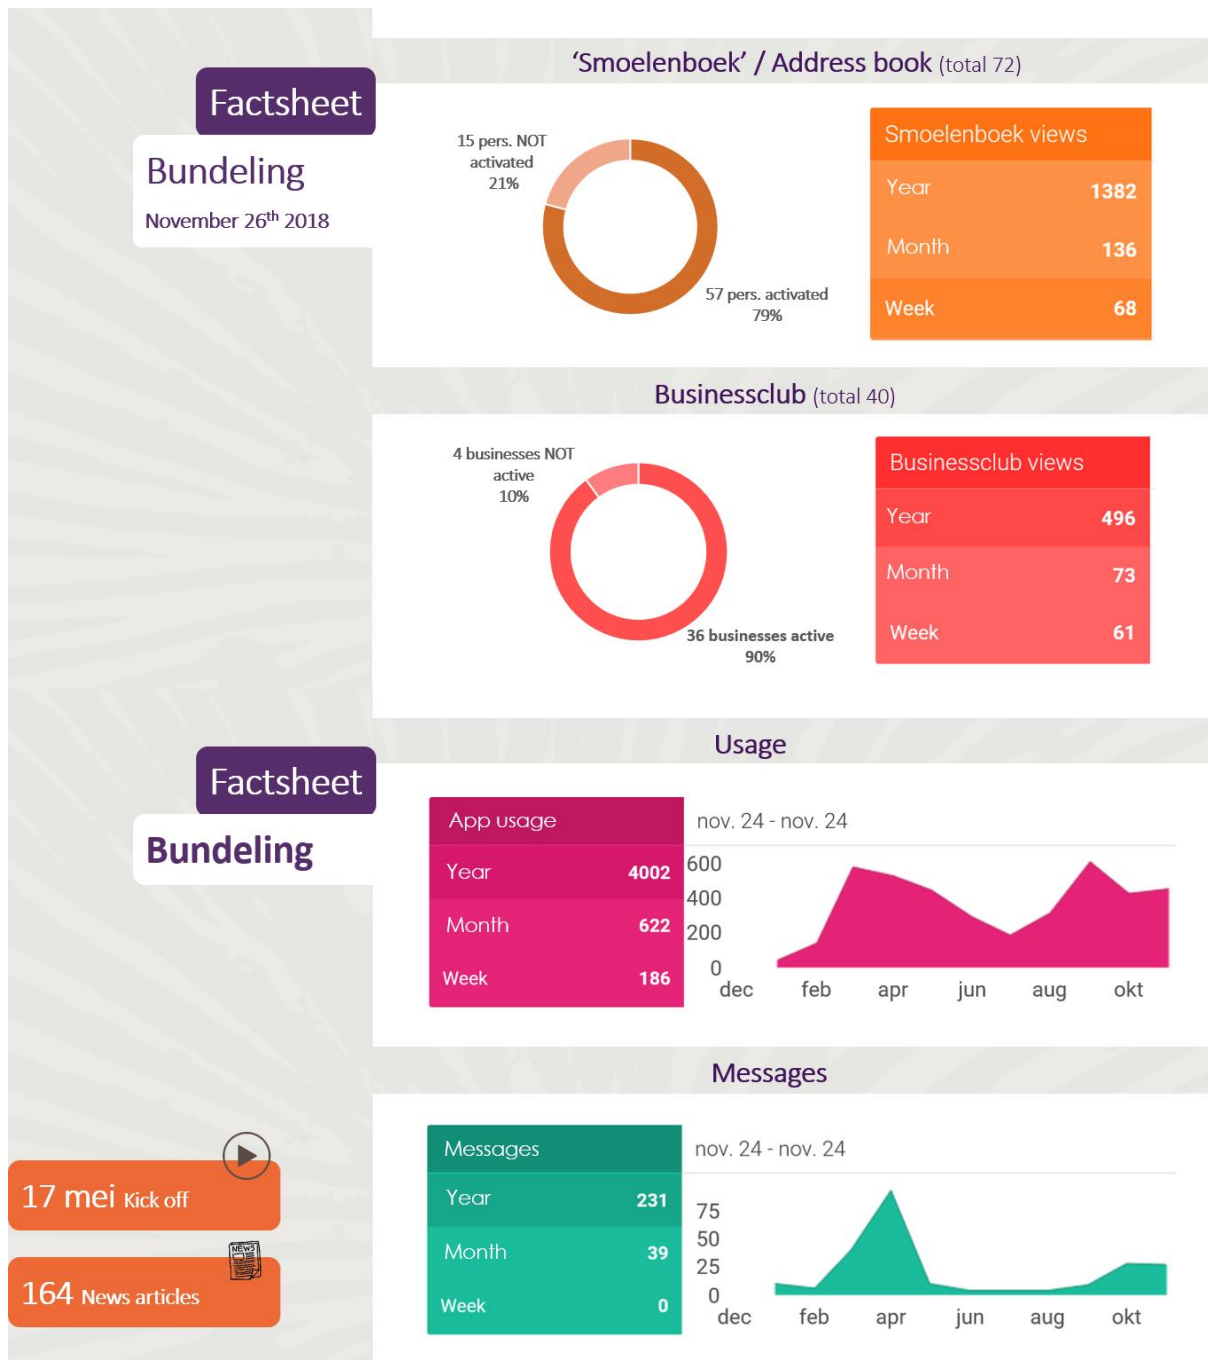 Factsheet
Bundeling
November 26th 2018
'Smoelenboek' / Address book (total 72)
15 pers. NOT
activated
21%
57 pers. activated
79%
Smoelenboek views
Year 1382
Month 136
Week 68
Businessclub (total 40)
4 businesses NOT
active
10%
36 businesses active
90%
Businessclub views
Year 496
Month 73
Week 61
Factsheet
Bundeling
Usage
App usage
Year 4002
Month 622
Week 186
nov. 24 - nov. 24
600
400
200
0
dec feb apr jun aug okt
Messages
Messages
Year 231
Month 39
Week 0
nov. 24 - nov. 24
75
50
25
0
dec feb apr jun aug okt
17 mei Kick off
NEWS
164 News articles